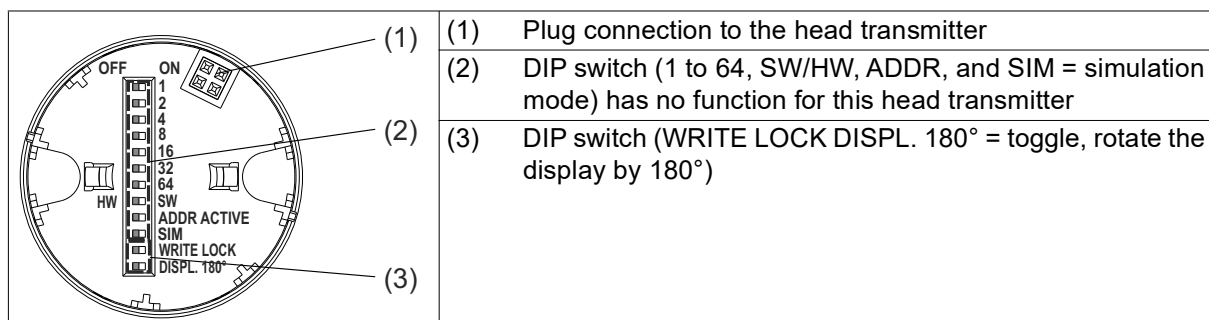 OFF ON
1
2
4
8
16
32
64
HW SW
ADDR ACTIVE
SIM
WRITE LOCK
DISPL. 180°
(1)
(2)
(3)
(1) Plug connection to the head transmitter
(2) DIP switch (1 to 64, SW/HW, ADDR, and SIM = simulation
mode) has no function for this head transmitter
(3) DIP switch (WRITE LOCK DISPL. 180° = toggle, rotate the
display by 180°)